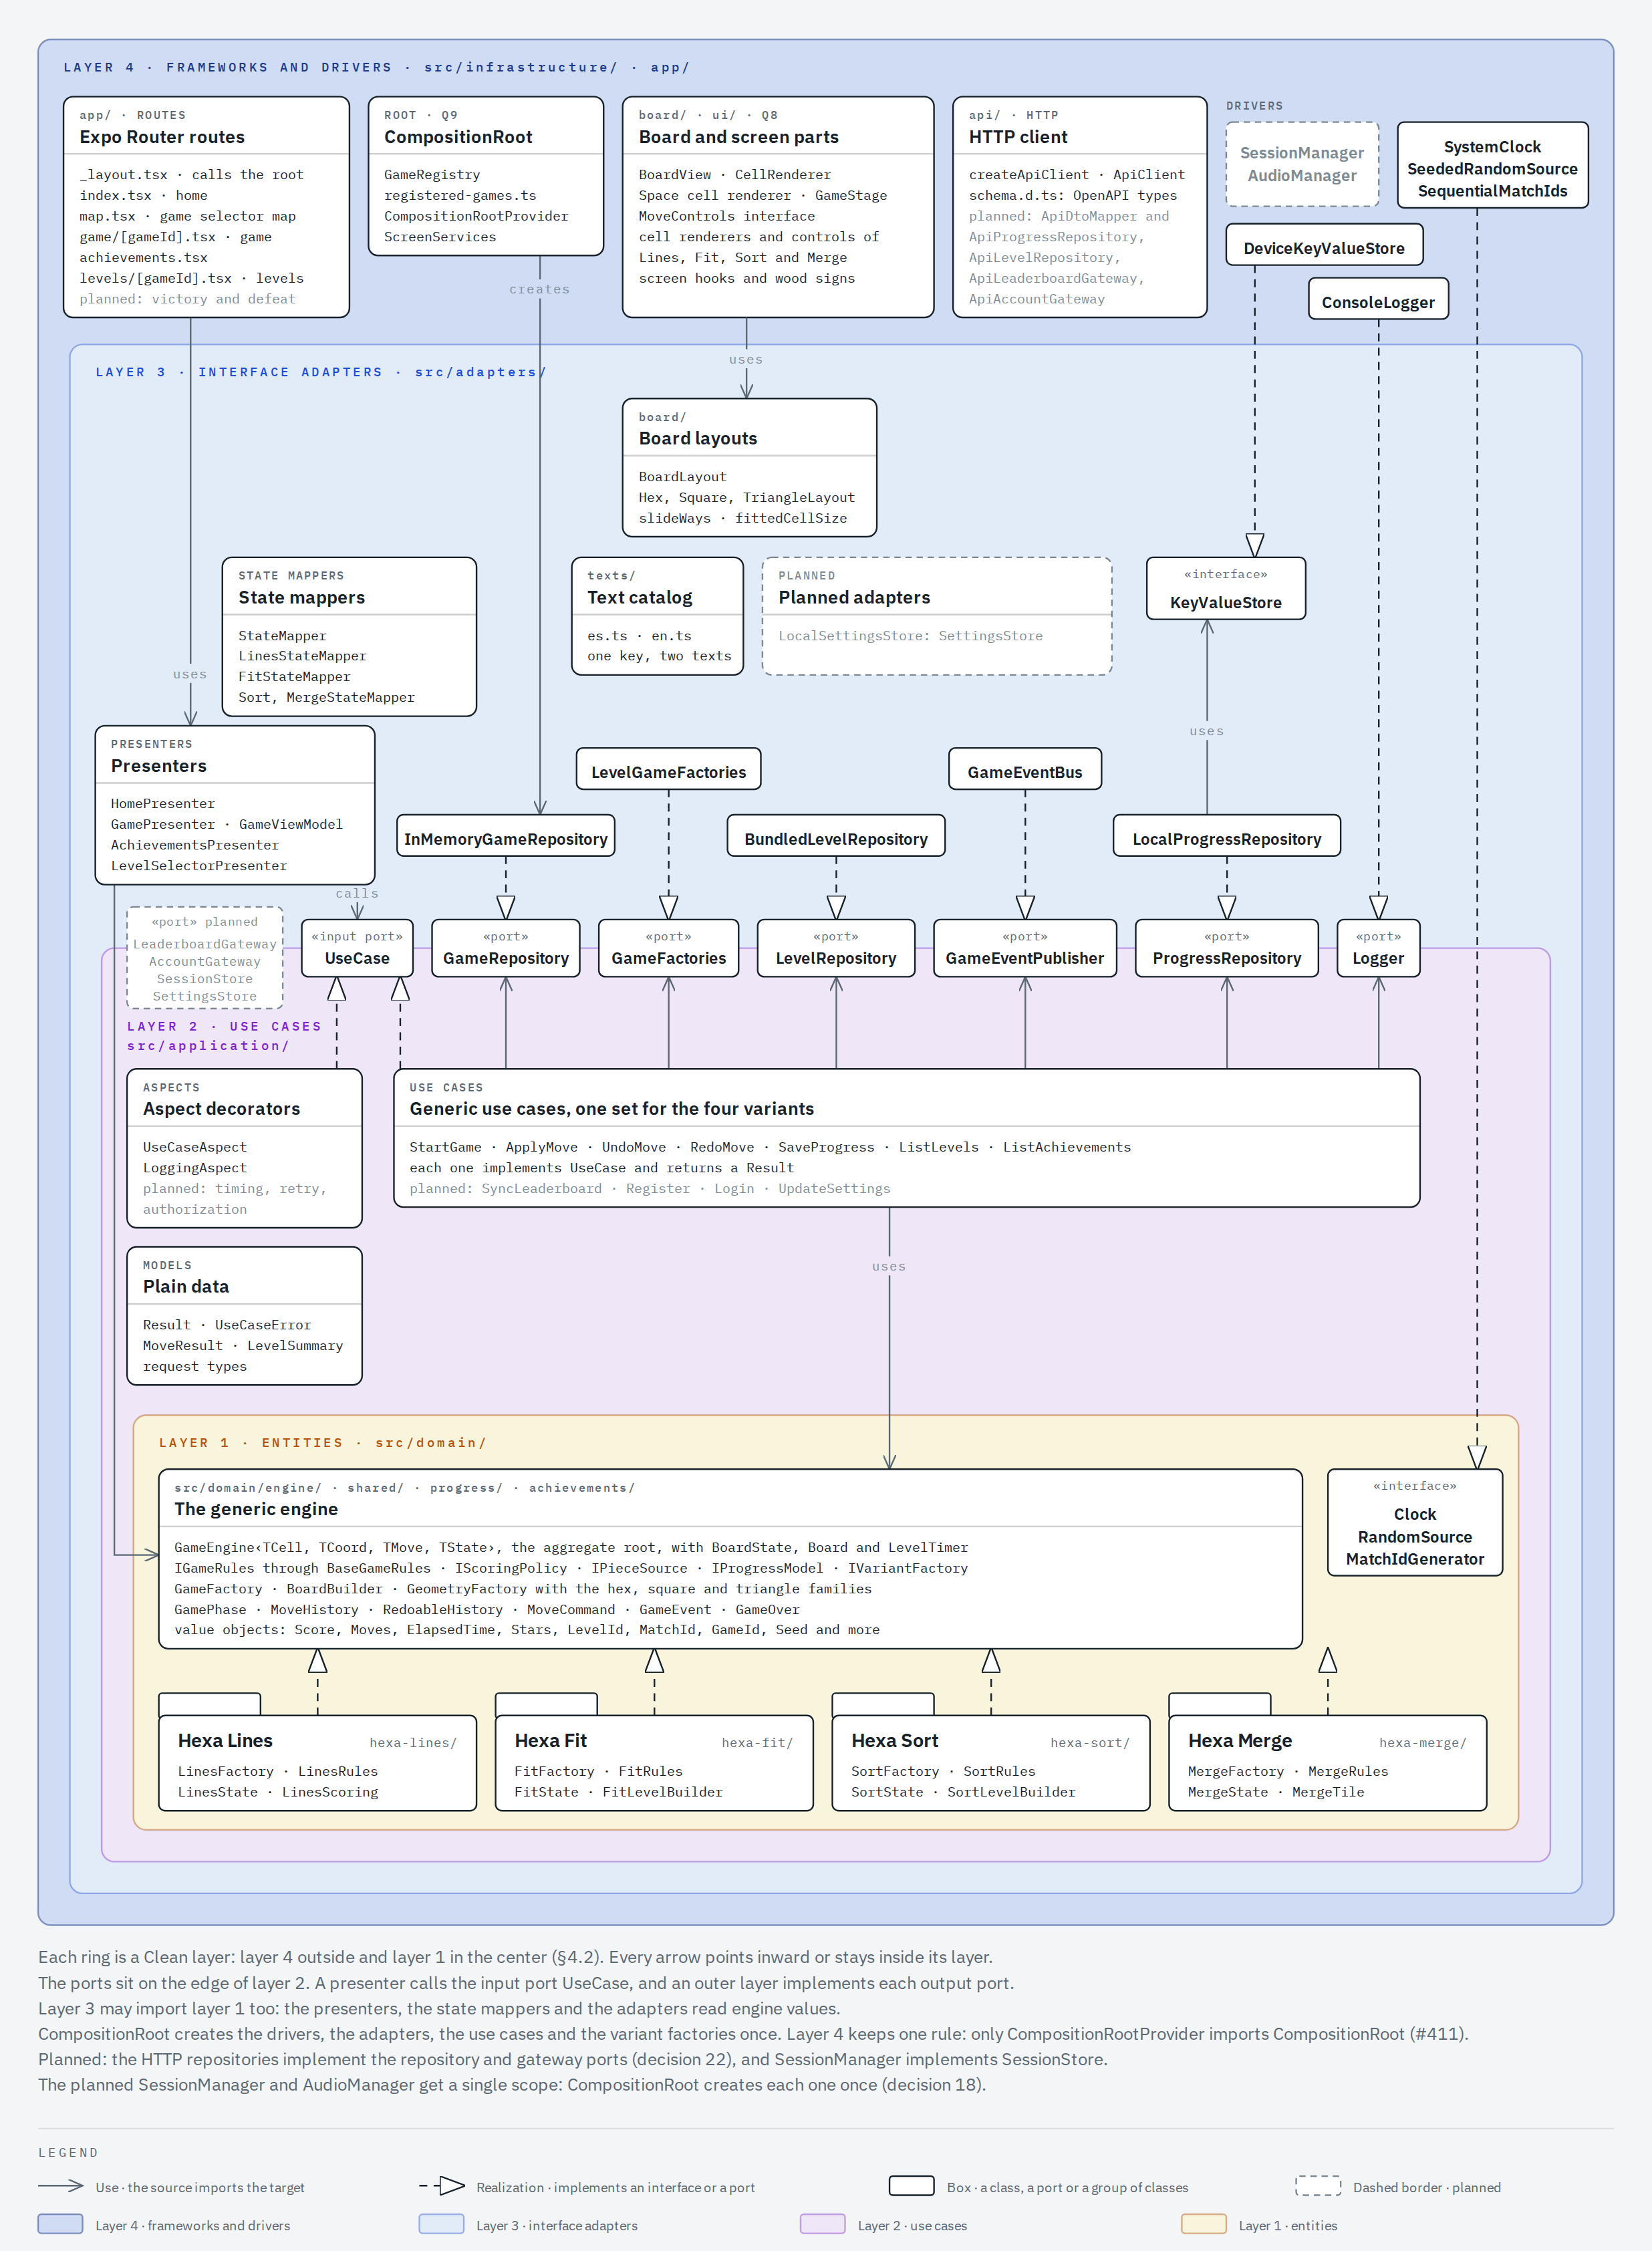 LAYER 4 · FRAMEWORKS AND DRIVERS · src/infrastructure/ · app/
app/ · ROUTES
Expo Router routes
_layout.tsx · calls the root
index.tsx · home
map.tsx · game selector map
game/[gameId].tsx · game
achievements.tsx
levels/[gameId].tsx · levels
planned: victory and defeat
ROOT · Q9
CompositionRoot
GameRegistry
registered-games.ts
CompositionRootProvider
ScreenServices
board/ · ui/ · Q8
Board and screen parts
BoardView · CellRenderer
Space cell renderer · GameStage
MoveControls interface
cell renderers and controls of
Lines, Fit, Sort and Merge
screen hooks and wood signs
api/ · HTTP
HTTP client
createApiClient · ApiClient
schema.d.ts: OpenAPI types
planned: ApiDtoMapper and
ApiProgressRepository,
ApiLevelRepository,
ApiLeaderboardGateway,
ApiAccountGateway
DRIVERS
SessionManager
AudioManager
SystemClock
SeededRandomSource
SequentialMatchIds
DeviceKeyValueStore
ConsoleLogger
creates
uses
LAYER 3 · INTERFACE ADAPTERS · src/adapters/
board/
Board layouts
BoardLayout
Hex, Square, TriangleLayout
slideWays · fittedCellSize
STATE MAPPERS
State mappers
StateMapper
LinesStateMapper
FitStateMapper
Sort, MergeStateMapper
texts/
Text catalog
es.ts · en.ts
one key, two texts
PLANNED
Planned adapters
LocalSettingsStore: SettingsStore
«interface»
KeyValueStore
uses
uses
PRESENTERS
Presenters
HomePresenter
GamePresenter · GameViewModel
AchievementsPresenter
LevelSelectorPresenter
LevelGameFactories
GameEventBus
InMemoryGameRepository
BundledLevelRepository
LocalProgressRepository
calls
«port» planned
LeaderboardGateway
AccountGateway
SessionStore
SettingsStore
«input port»
UseCase
«port»
GameRepository
«port»
GameFactories
«port»
LevelRepository
«port»
GameEventPublisher
«port»
ProgressRepository
«port»
Logger
LAYER 2 · USE CASES
src/application/
ASPECTS
Aspect decorators
UseCaseAspect
LoggingAspect
planned: timing, retry,
authorization
USE CASES
Generic use cases, one set for the four variants
StartGame · ApplyMove · UndoMove · RedoMove · SaveProgress · ListLevels · ListAchievements
each one implements UseCase and returns a Result
planned: SyncLeaderboard · Register · Login · UpdateSettings
MODELS
Plain data
Result · UseCaseError
MoveResult · LevelSummary
request types
uses
LAYER 1 · ENTITIES · src/domain/
src/domain/engine/ · shared/ · progress/ · achievements/
The generic engine
GameEngine‹TCell, TCoord, TMove, TState›, the aggregate root, with BoardState, Board and LevelTimer
IGameRules through BaseGameRules · IScoringPolicy · IPieceSource · IProgressModel · IVariantFactory
GameFactory · BoardBuilder · GeometryFactory with the hex, square and triangle families
GamePhase · MoveHistory · RedoableHistory · MoveCommand · GameEvent · GameOver
value objects: Score, Moves, ElapsedTime, Stars, LevelId, MatchId, GameId, Seed and more
«interface»
Clock
RandomSource
MatchIdGenerator
Hexa Lines hexa-lines/
LinesFactory · LinesRules
LinesState · LinesScoring
Hexa Fit hexa-fit/
FitFactory · FitRules
FitState · FitLevelBuilder
Hexa Sort hexa-sort/
SortFactory · SortRules
SortState · SortLevelBuilder
Hexa Merge hexa-merge/
MergeFactory · MergeRules
MergeState · MergeTile
Each ring is a Clean layer: layer 4 outside and layer 1 in the center (§4.2). Every arrow points inward or stays inside its layer.
The ports sit on the edge of layer 2. A presenter calls the input port UseCase, and an outer layer implements each output port.
Layer 3 may import layer 1 too: the presenters, the state mappers and the adapters read engine values.
CompositionRoot creates the drivers, the adapters, the use cases and the variant factories once. Layer 4 keeps one rule: only CompositionRootProvider imports CompositionRoot (#411).
Planned: the HTTP repositories implement the repository and gateway ports (decision 22), and SessionManager implements SessionStore.
The planned SessionManager and AudioManager get a single scope: CompositionRoot creates each one once (decision 18).
LEGEND
Use · the source imports the target
Realization · implements an interface or a port
Box · a class, a port or a group of classes
Dashed border · planned
Layer 4 · frameworks and drivers
Layer 3 · interface adapters
Layer 2 · use cases
Layer 1 · entities